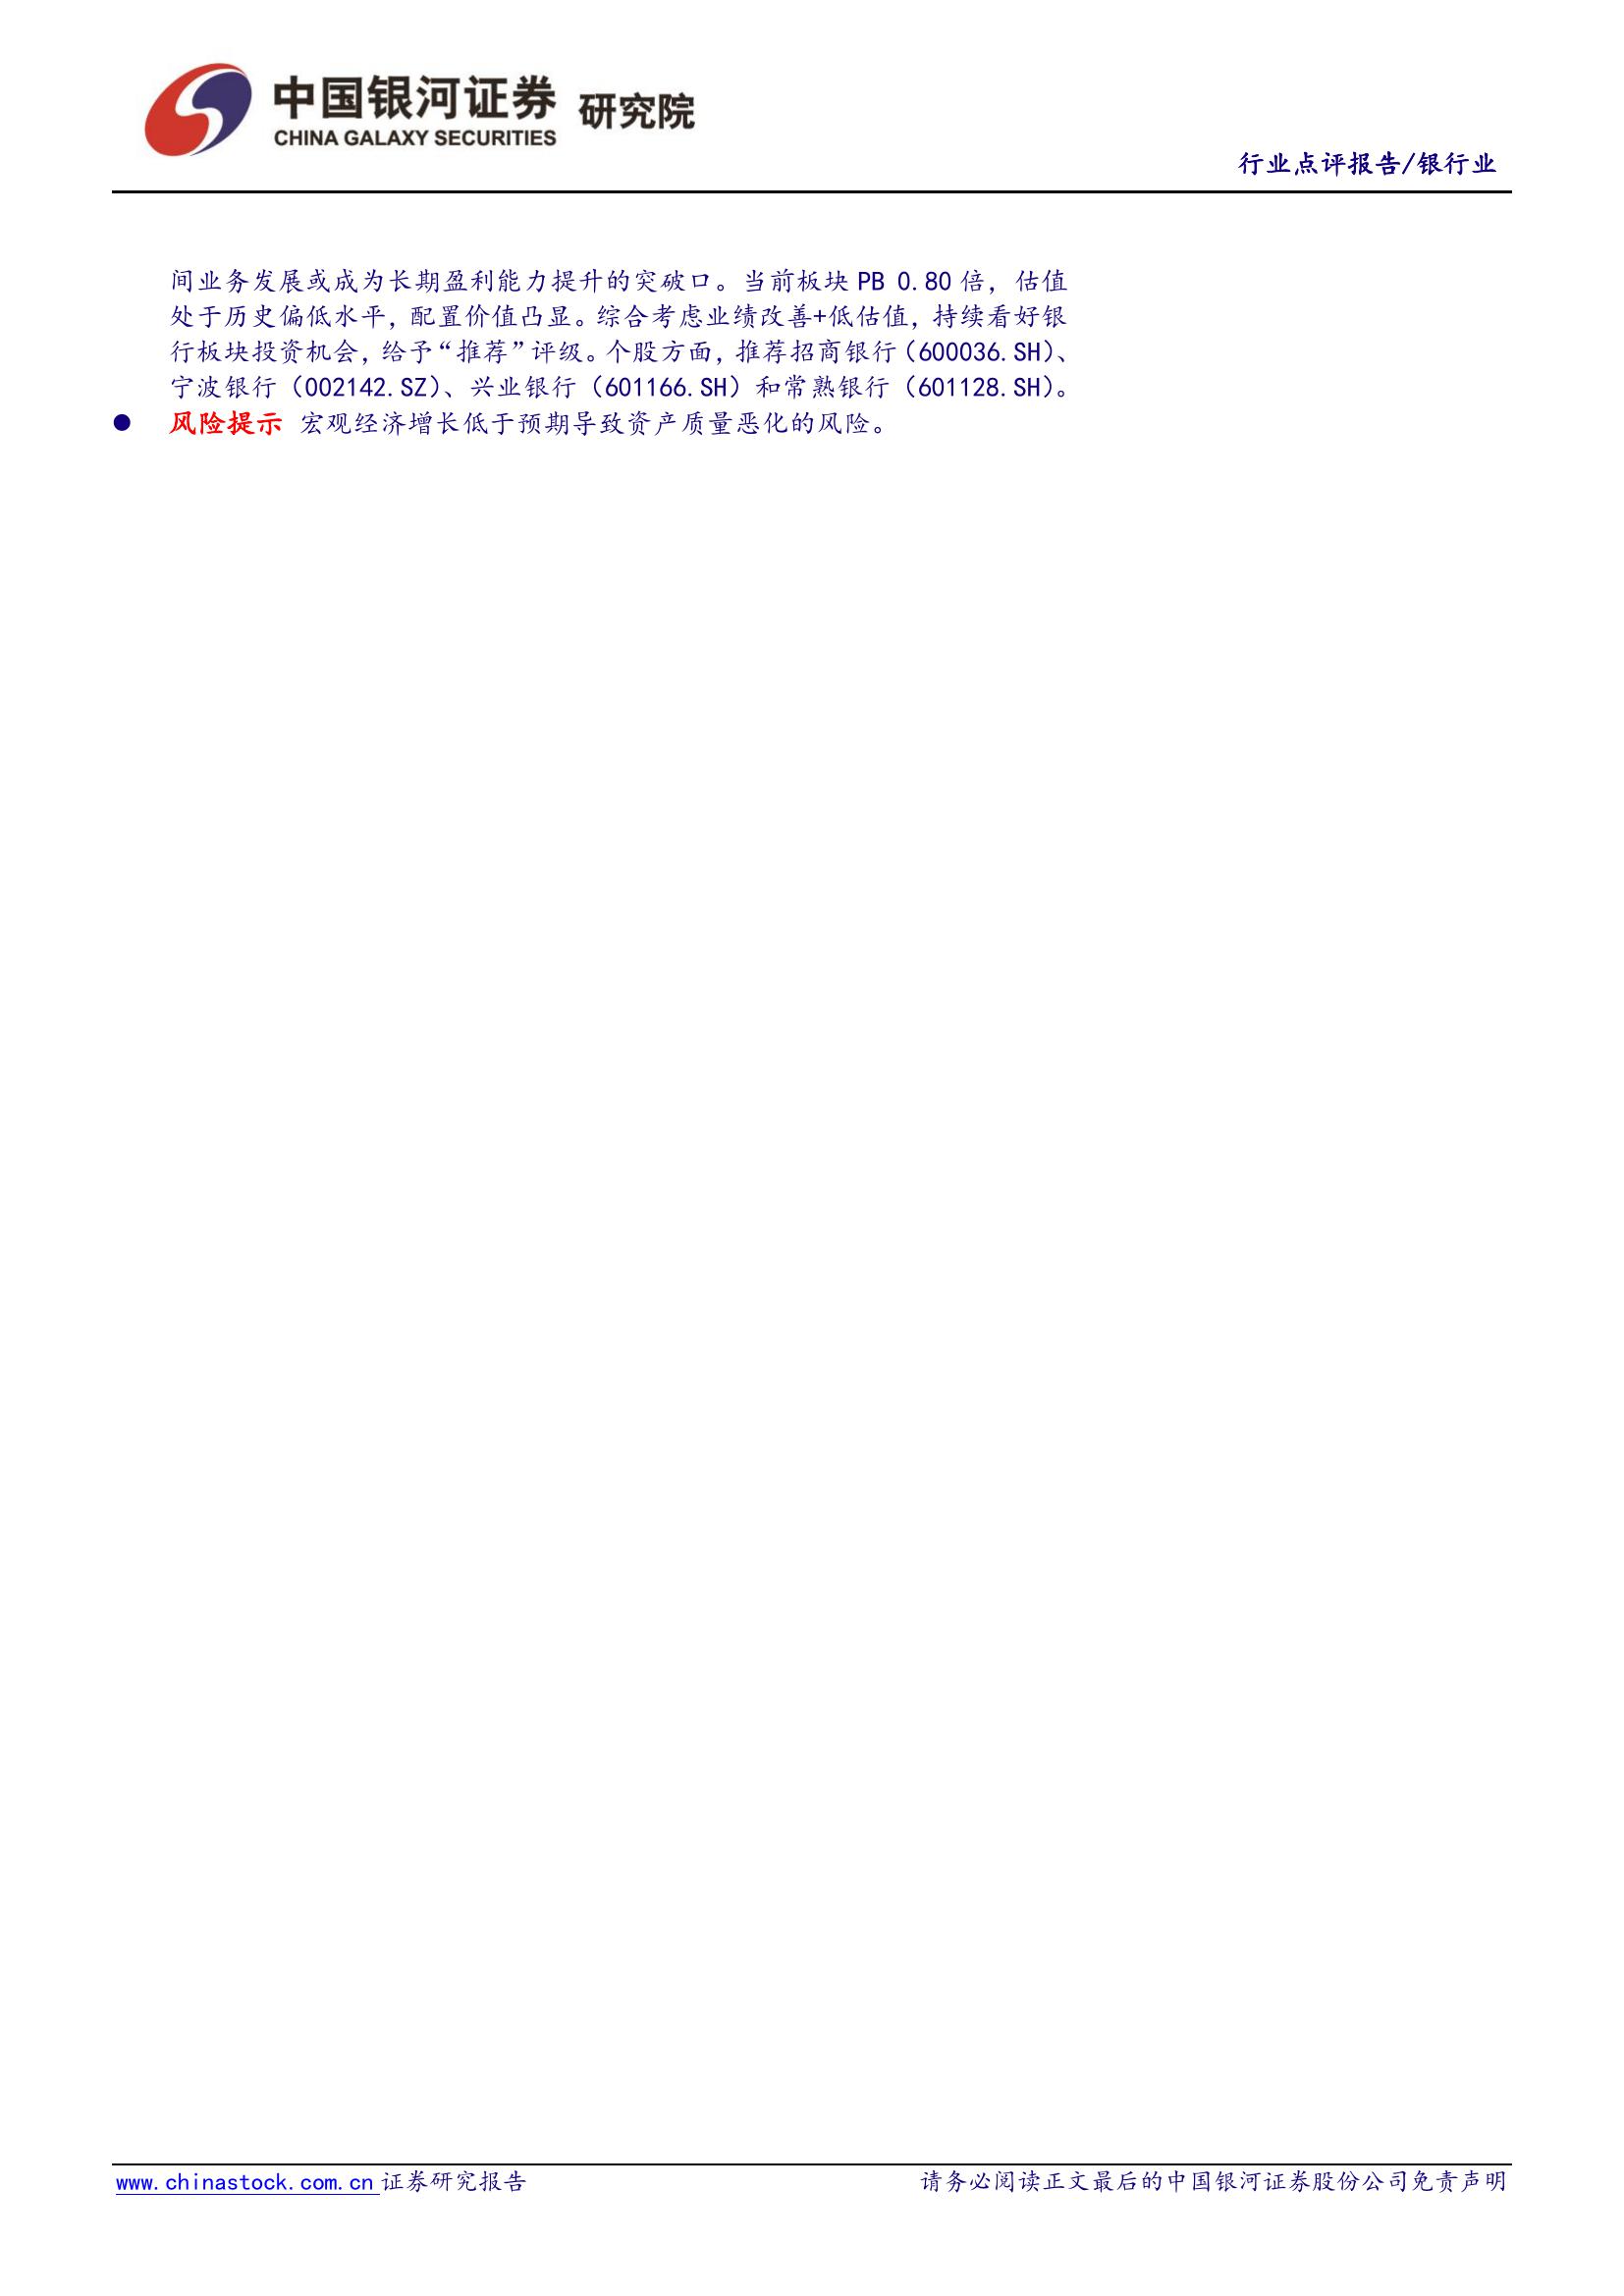 中国银河证券 研究院
CHINA GALAXY SECURITIES
行业点评报告/银行业
间业务发展或成为长期盈利能力提升的突破口。当前板块 PB 0.80 倍，估值
处于历史偏低水平，配置价值凸显。综合考虑业绩改善+低估值，持续看好银
行板块投资机会，给予“推荐”评级。个股方面，推荐招商银行（600036.SH）、
宁波银行（002142.SZ）、兴业银行（601166.SH）和常熟银行（601128.SH）。
● 风险提示 宏观经济增长低于预期导致资产质量恶化的风险。
www.chinastock.com.cn 证券研究报告 请务必阅读正文最后的中国银河证券股份公司免责声明